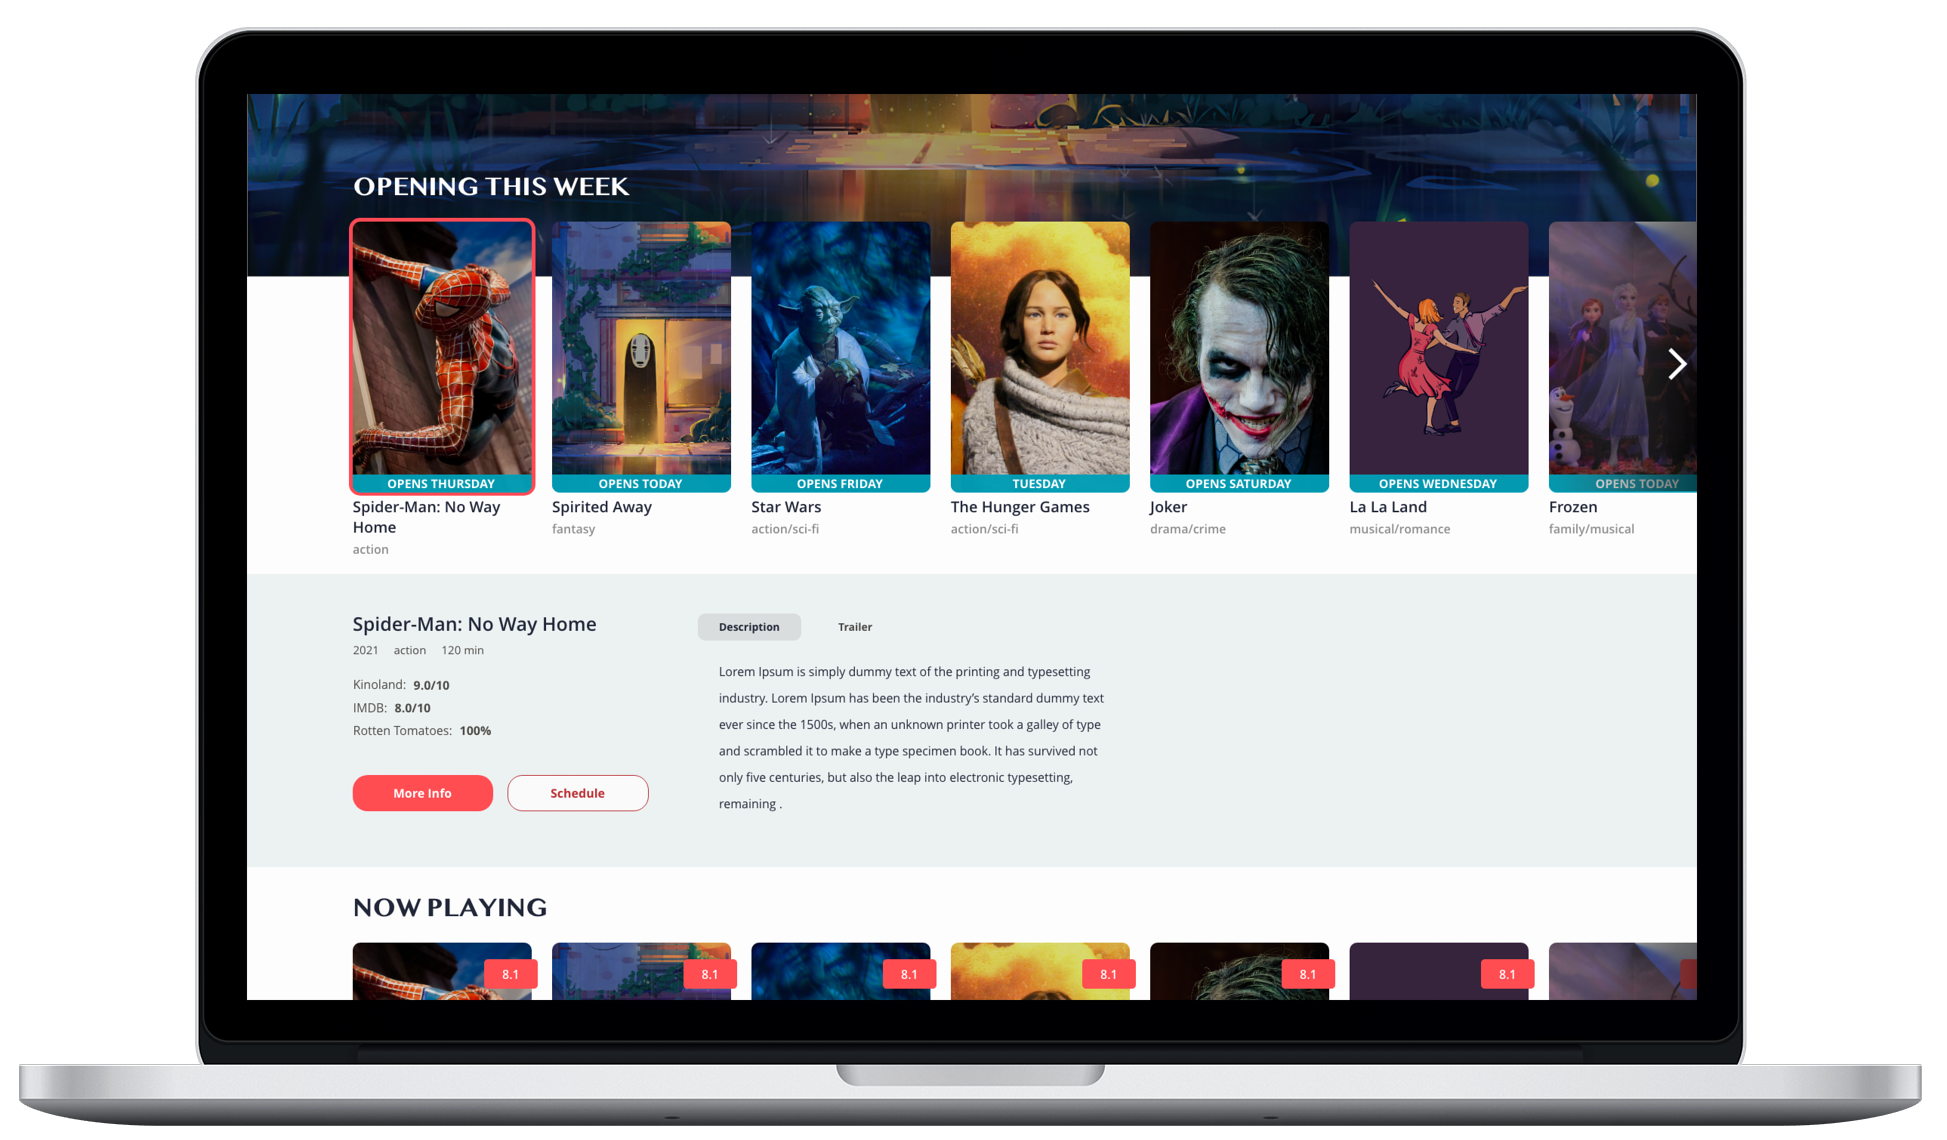 OPENING THIS WEEK
OPENS THURSDAY
OPENS TODAY
OPENS FRIDAY
TUESDAY
OPENS SATURDAY
OPENS WEDNESDAY
OPENS TODAY
Spider-Man: No Way
Home
action
Spirited Away
fantasy
Star Wars
action/sci-fi
The Hunger Games
action/sci-fi
Joker
drama/crime
La La Land
musical/romance
Frozen
family/musical
Spider-Man: No Way Home
2021 action 120 min
Kinoland: 9.0/10
IMDB: 8.0/10
Rotten Tomatoes: 100%
More Info
Schedule
Description
Trailer
Lorem Ipsum is simply dummy text of the printing and typesetting
industry. Lorem Ipsum has been the industry’s standard dummy text
ever since the 1500s, when an unknown printer took a galley of type
and scrambled it to make a type specimen book. It has survived not
only five centuries, but also the leap into electronic typesetting,
remaining .
NOW PLAYING
8.1
8.1
8.1
8.1
8.1
8.1